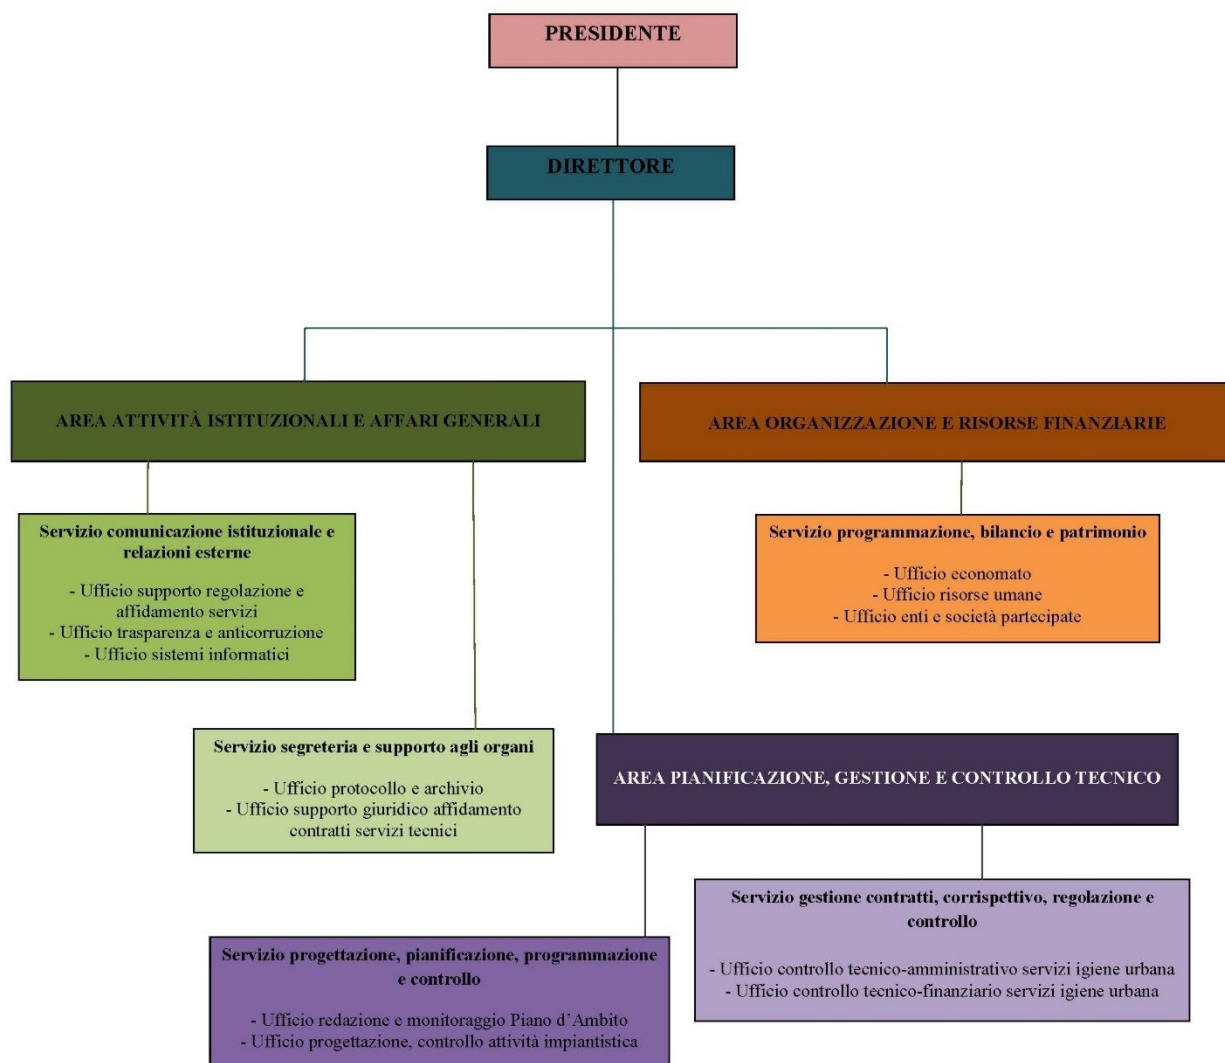 PRESIDENTE
DIRETTORE
AREA ATTIVITÀ ISTITUZIONALI E AFFARI GENERALI
AREA ORGANIZZAZIONE E RISORSE FINANZIARIE
Servizio comunicazione istituzionale e
relazioni esterne
- Ufficio supporto regolazione e
affidamento servizi
- Ufficio trasparenza e anticorruzione
- Ufficio sistemi informatici
Servizio programmazione, bilancio e patrimonio
- Ufficio economato
- Ufficio risorse umane
- Ufficio enti e società partecipate
Servizio segreteria e supporto agli organi
- Ufficio protocollo e archivio
- Ufficio supporto giuridico affidamento
contratti servizi tecnici
AREA PIANIFICAZIONE, GESTIONE E CONTROLLO TECNICO
Servizio progettazione, pianificazione, programmazione
e controllo
- Ufficio redazione e monitoraggio Piano d’Ambito
- Ufficio progettazione, controllo attività impiantistica
Servizio gestione contratti, corrispettivo, regolazione e
controllo
- Ufficio controllo tecnico-amministrativo servizi igiene urbana
- Ufficio controllo tecnico-finanziario servizi igiene urbana